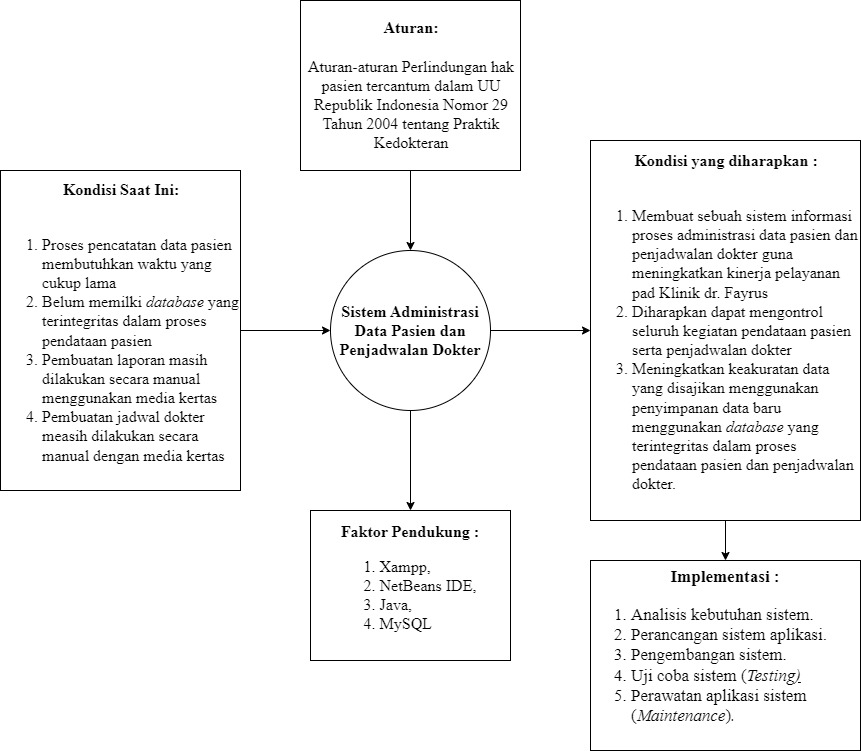 Aturan:
Aturan-aturan Perlindungan hak
pasien tercantum dalam UU
Republik Indonesia Nomor 29
Tahun 2004 tentang Praktik
Kedokteran
Kondisi Saat Ini:
1. Proses pencatatan data pasien
membutuhkan waktu yang
cukup lama
2. Belum memilki database yang
terintegritas dalam proses
pendataan pasien
3. Pembuatan laporan masih
dilakukan secara manual
menggunakan media kertas
4. Pembuatan jadwal dokter
measih dilakukan secara
manual dengan media kertas
Sistem Administrasi
Data Pasien dan
Penjadwalan Dokter
Kondisi yang diharapkan :
1. Membuat sebuah sistem informasi
proses administrasi data pasien dan
penjadwalan dokter guna
meningkatkan kinerja pelayanan
pad Klinik dr. Fayrus
2. Diharapkan dapat mengontrol
seluruh kegiatan pendataan pasien
serta penjadwalan dokter
3. Meningkatkan keakuratan data
yang disajikan menggunakan
penyimpanan data baru
menggunakan database yang
terintegritas dalam proses
pendataan pasien dan penjadwalan
dokter.
Faktor Pendukung :
1. Xampp,
2. NetBeans IDE,
3. Java,
4. MySQL
Implementasi :
1. Analisis kebutuhan sistem.
2. Perancangan sistem aplikasi.
3. Pengembangan sistem.
4. Uji coba sistem (Testing)
5. Perawatan aplikasi sistem
(Maintenance).